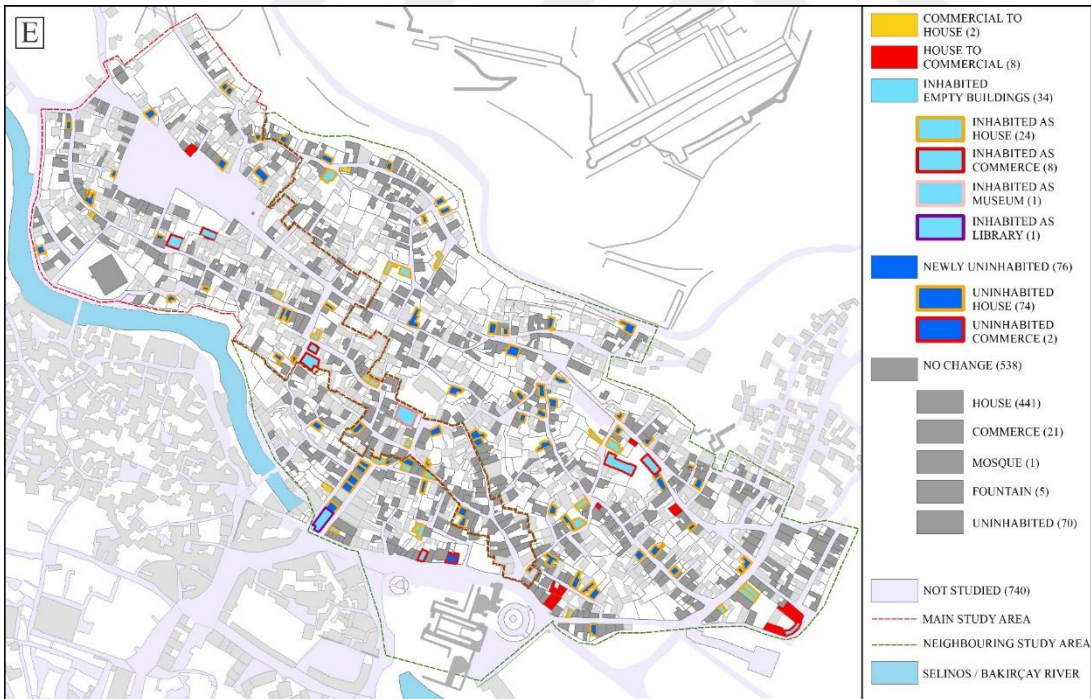 E
COMMERCIAL TO
HOUSE (2)
HOUSE TO
COMMERCIAL (8)
INHABITED
EMPTY BUILDINGS (34)
INHABITED AS
HOUSE (24)
INHABITED AS
COMMERCE (8)
INHABITED AS
MUSEUM (1)
INHABITED AS
LIBRARY (1)
NEWLY UNINHABITED (76)
UNINHABITED
HOUSE (74)
UNINHABITED
COMMERCE (2)
NO CHANGE (538)
HOUSE (441)
COMMERCE (21)
MOSQUE (1)
FOUNTAIN (5)
UNINHABITED (70)
NOT STUDIED (740)
MAIN STUDY AREA
NEIGHBOURING STUDY AREA
SELINOS / BAKIRÇAY RIVER